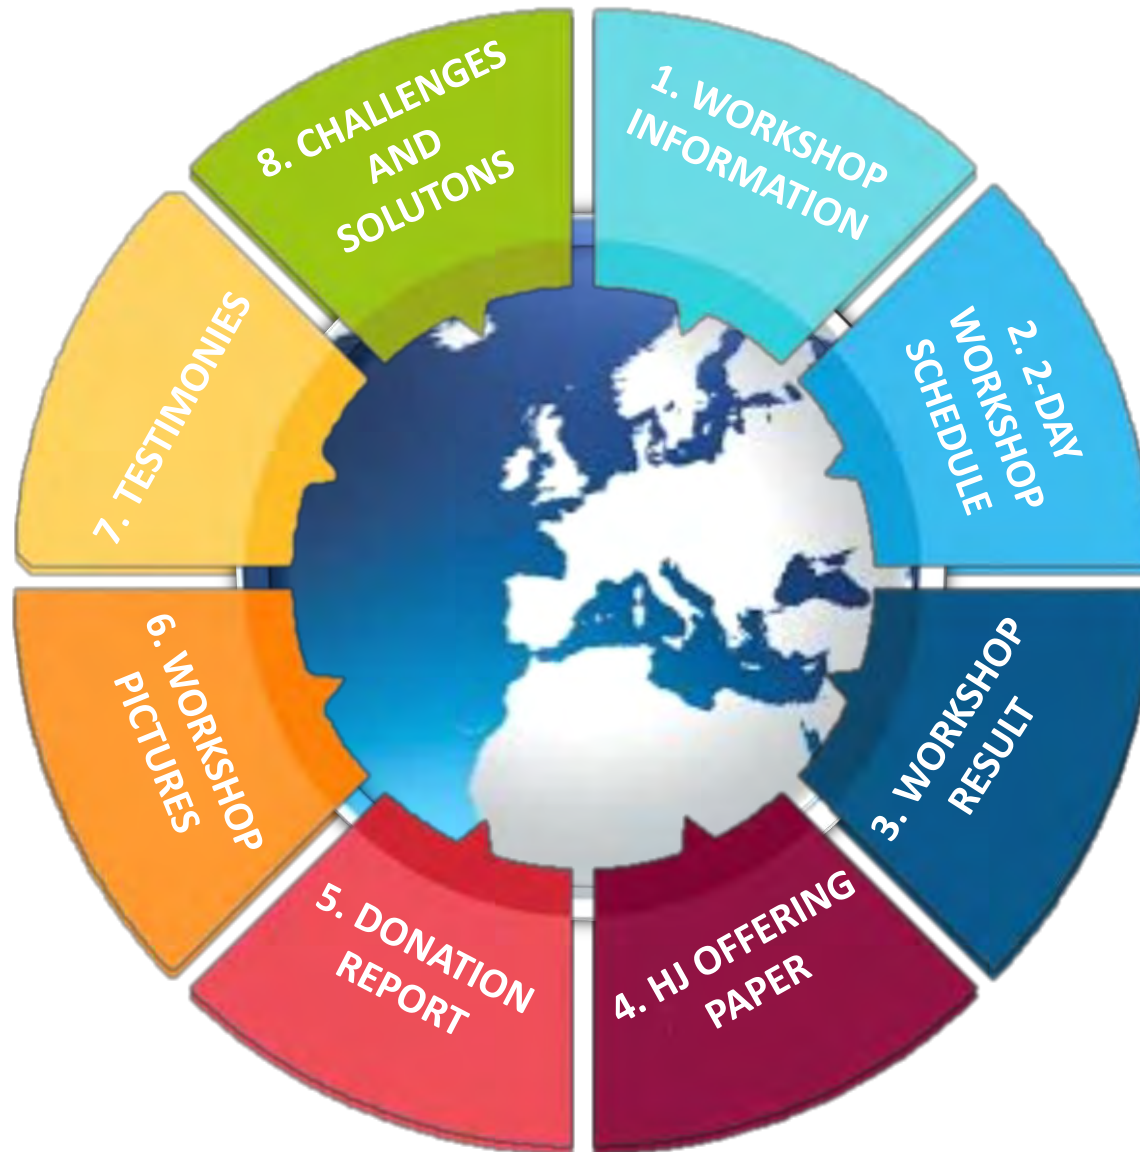 1. WORKSHOP
INFORMATION
2. 2-DAY
WORKSHOP
SCHEDULE
3. WORKSHOP
RESULT
4. HJ OFFERING
PAPER
5. DONATION
REPORT
6. WORKSHOP
PICTURES
7. TESTIMONIES
8. CHALLENGES
AND
SOLUTONS